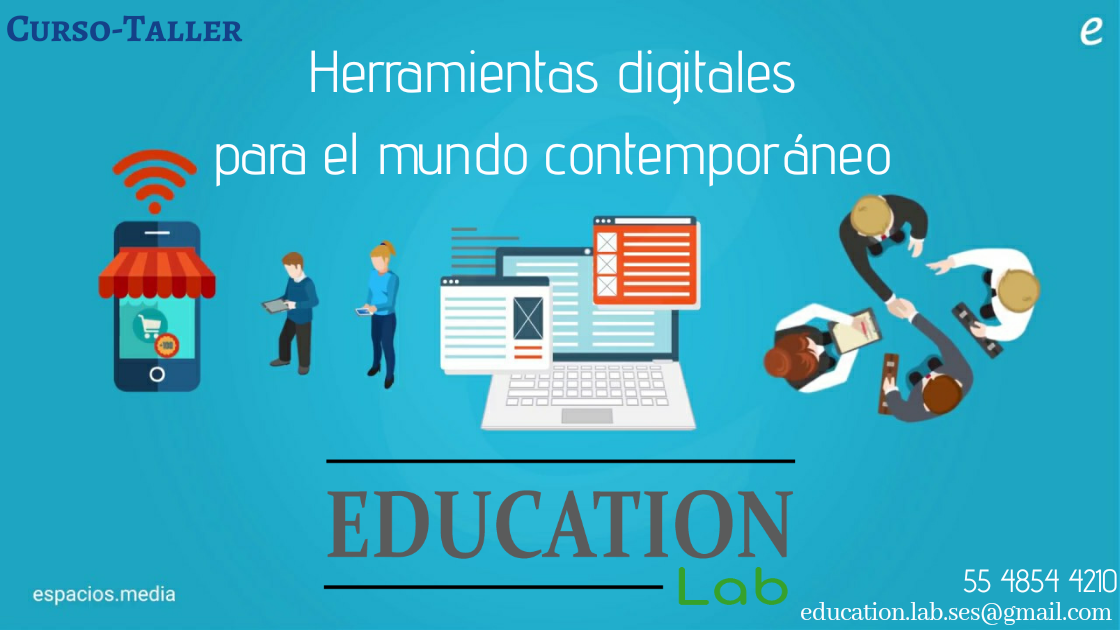 Curso-Taller
e
Herramientas digitales
para el mundo contemporáneo
EDUCATION
Lab
espacios.media
55 4854 4210
education.lab.ses@gmail.com